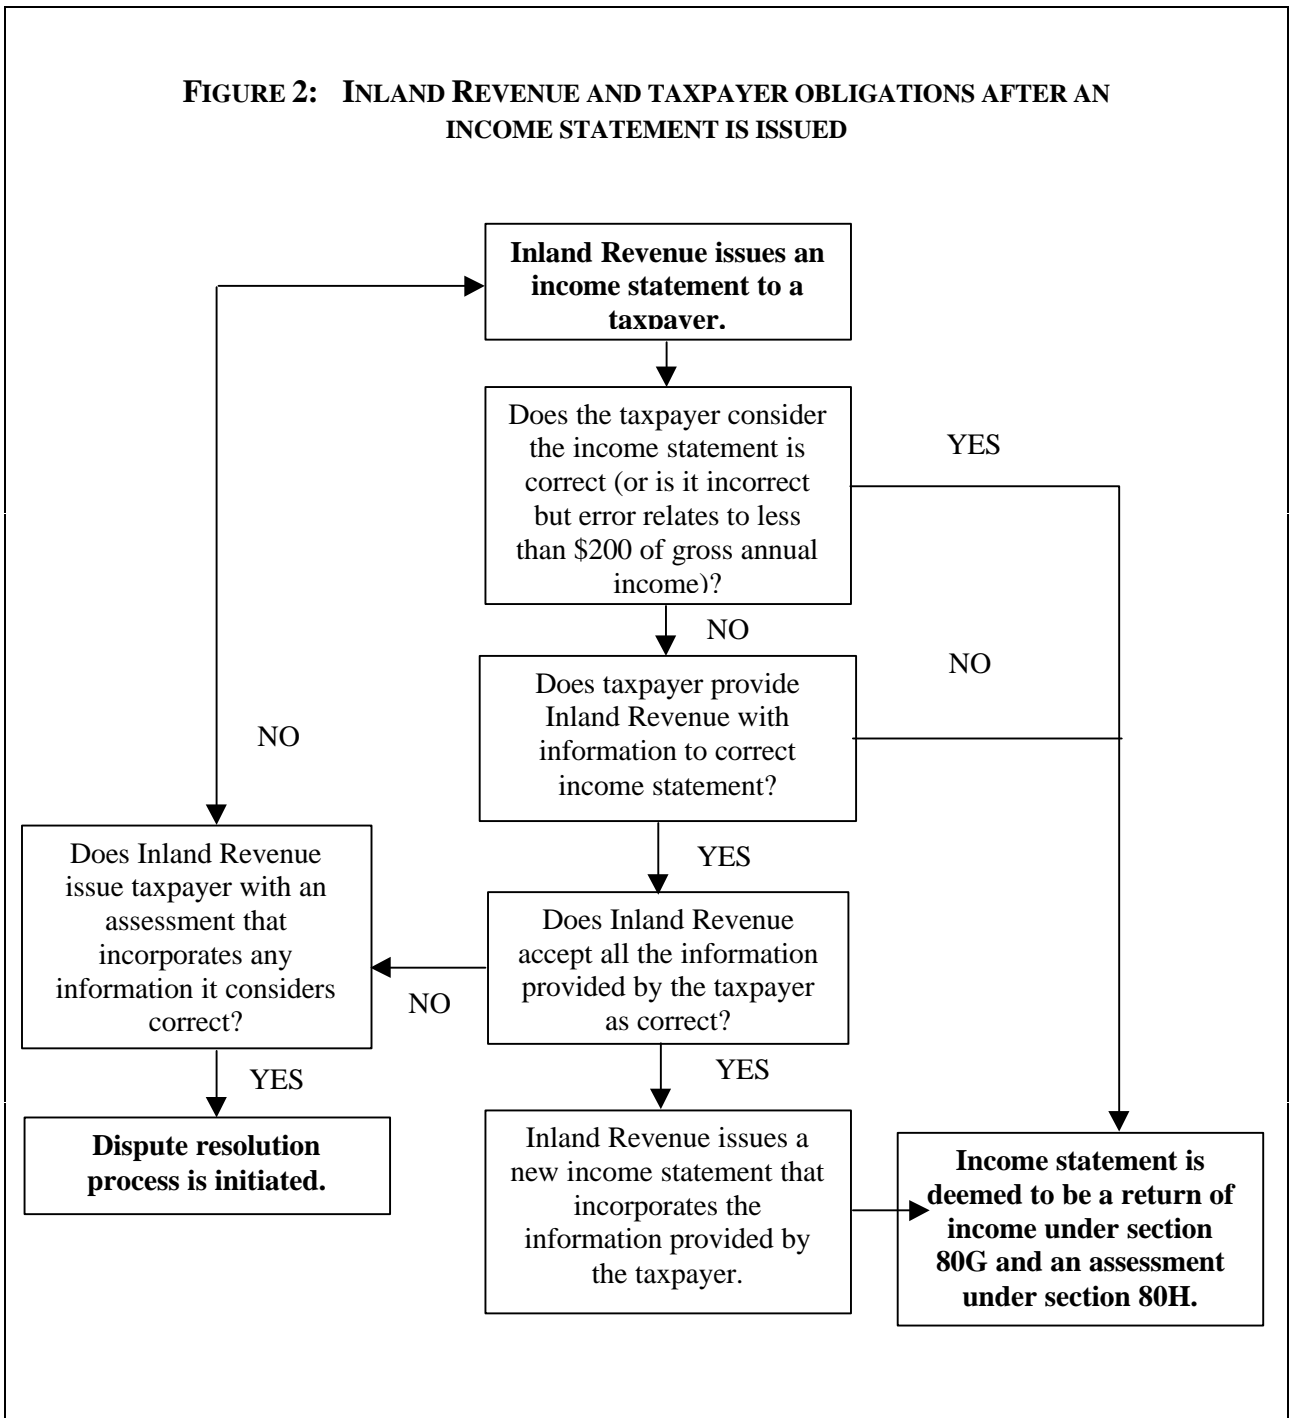 FIGURE 2: INLAND REVENUE AND TAXPAYER OBLIGATIONS AFTER AN
INCOME STATEMENT IS ISSUED
Inland Revenue issues an
income statement to a
taxpayer.
Does the taxpayer consider
the income statement is
correct (or is it incorrect
but error relates to less
than $200 of gross annual
income)?
YES
NO
Does taxpayer provide
Inland Revenue with
information to correct
income statement?
NO
NO
YES
Does Inland Revenue
issue taxpayer with an
assessment that
incorporates any
information it considers
correct?
Does Inland Revenue
accept all the information
provided by the taxpayer
as correct?
NO
YES
YES
Dispute resolution
process is initiated.
Inland Revenue issues a
new income statement that
incorporates the
information provided by
the taxpayer.
Income statement is
deemed to be a return of
income under section
80G and an assessment
under section 80H.